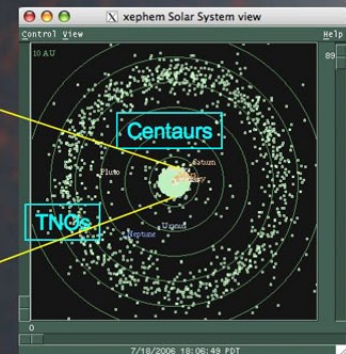 xephem Solar System view
Control View Help
10 AU
89
Centaurs
Saturn
Pluto
TNOs
Uranus
Neptune
0
7/18/2006 18:06:49 PDT